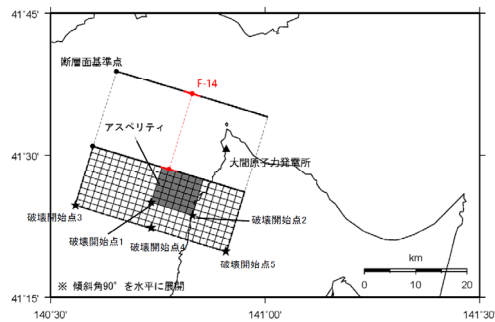 41°45'
断層面基準点
F-14
アスペリティ
41°30'
大間原子力発電所
破壊開始点3
破壊開始点2
破壊開始点1
破壊開始点4
破壊開始点5
km
※ 傾斜角90°を水平に展開
0 10 20
41°15'
140°30' 141°00' 141°30'